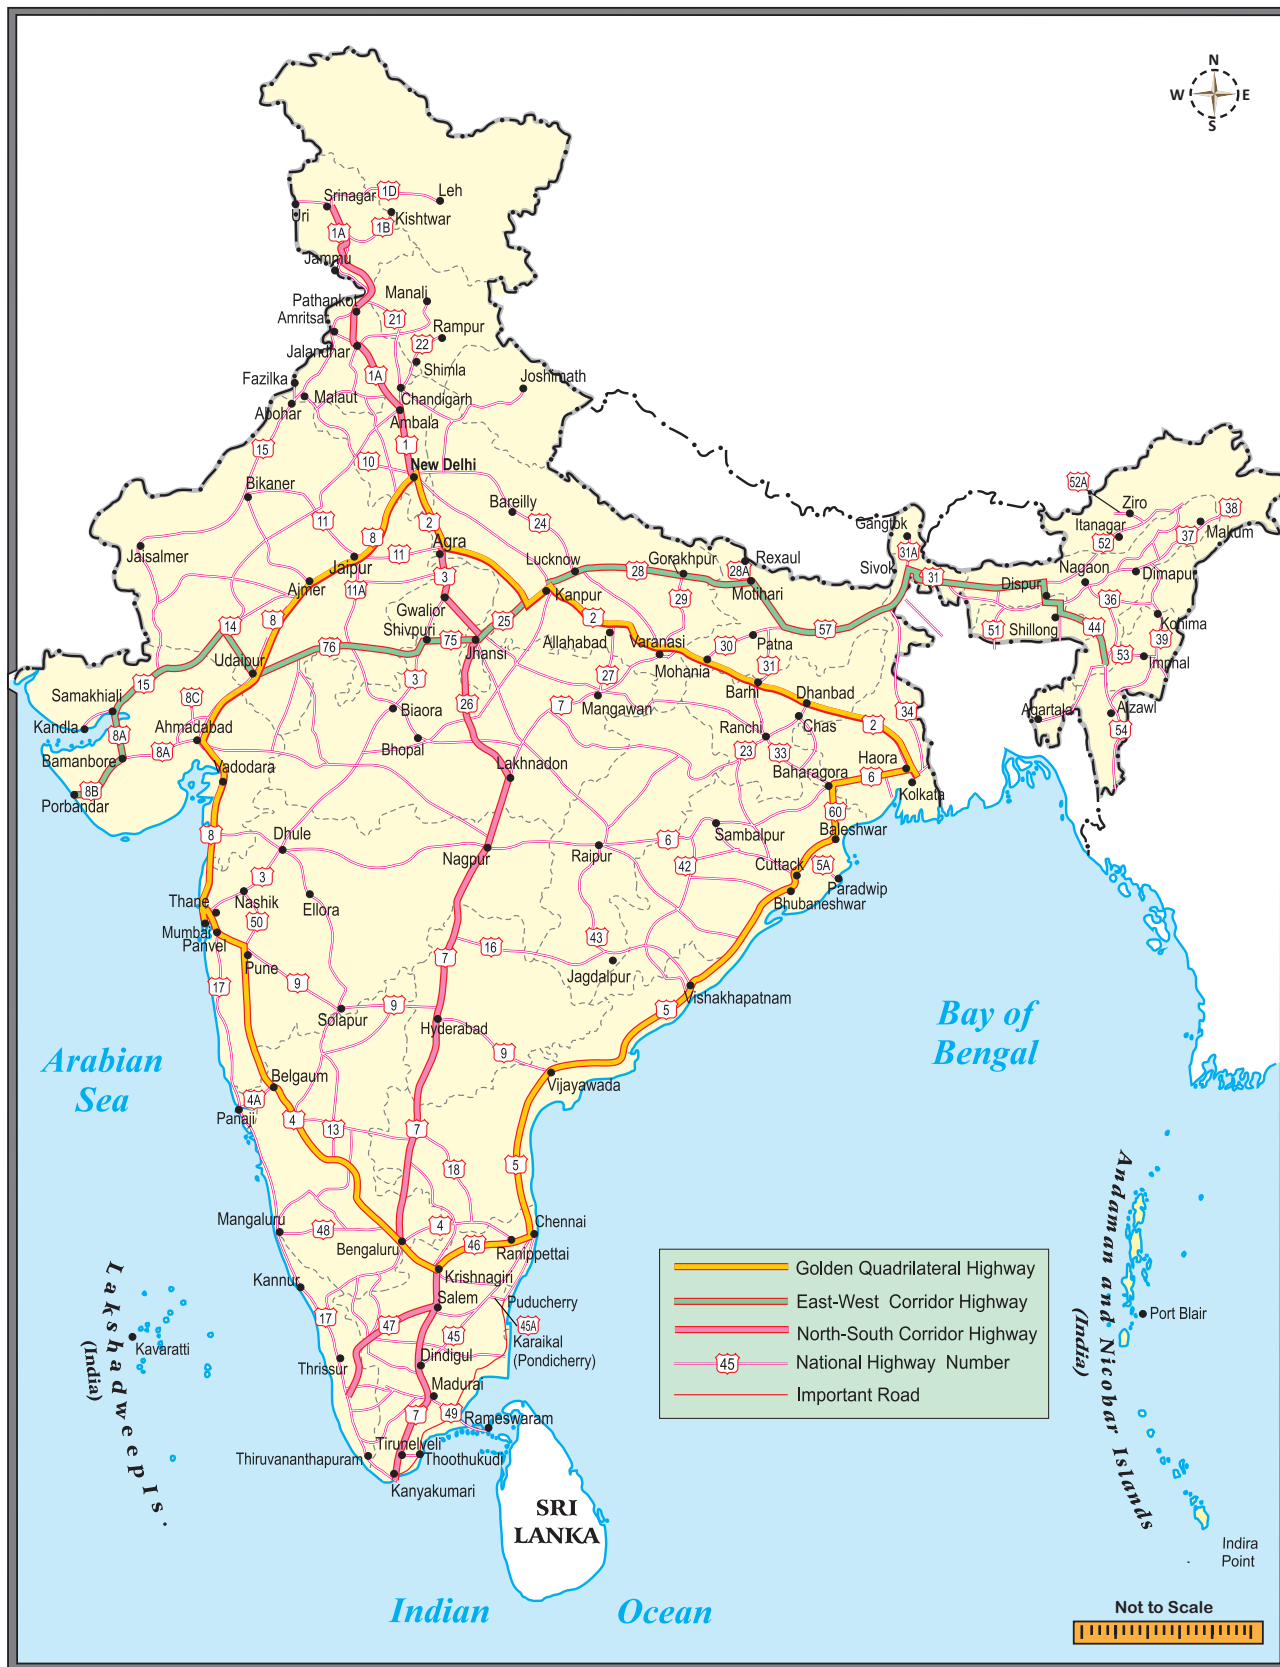 N
W E
S
Srinagar
1D
Leh
Uri
Kishtwar
1A
1B
Jammu
Pathankot
Manali
Amritsar
21
Rampur
22
Jalandhar
Shimla
1A
Fazilka
Joshimath
Malaut
Chandigarh
Abohar
Ambala
15
1
10
New Delhi
52A
Bikaner
Ziro
38
Bareilly
11
2
24
Itanagar
37
Makum
Gangtok
8
Agra
52
Jaisalmer
11
Lucknow
Gorakhpur
Rexaul
31A
Jaipur
28
28A
Sivok
31
Dispur
Nagaon
Dimapur
Ajmer
11A
3
Kanpur
29
Motihari
36
Gwalior
14
8
25
2
57
51
Shillong
44
Kohima
Shivpuri
75
Allahabad
39
76
Jhansi
Varanasi
30
Patna
Udaipur
Mohania
31
53
Imphal
15
3
27
Barhi
Samakhiali
8C
26
7
Mangawan
Dhanbad
Biaora
34
Agartala
Aizawl
Kandla
8A
Ahmadabad
Ranchi
Chas
2
54
8A
Bhopal
23
33
Bamanbore
Haora
Vadodara
Lakhnadon
Baharagora
6
8B
Kolkata
Porbandar
60
8
Dhule
Sambalpur
Baleshwar
Nagpur
Raipur
6
42
Cuttack
5A
3
Paradwip
Thane
Nashik
Ellora
Bhubaneshwar
50
Mumbai
43
Panvel
16
7
Pune
Jagdalpur
17
9
Vishakhapatnam
Solapur
9
5
Hyderabad
Bay of
Bengal
Arabian
Sea
9
Belgaum
Vijayawada
4A
Panaji
4
13
7
18
5
Mangaluru
48
4
Chennai
Bengaluru
46
Ranippettai
Krishnagiri
Kannur
Salem
Puducherry
17
47
45
45A
Karaikal
(Pondicherry)
Thrissur
Dindigul
Madurai
7
49
Rameswaram
Tirunelveli
Thiruvananthapuram
Thoothukudi
Kanyakumari
Lakshadweep Is.
(India)
Kavaratti
Golden Quadrilateral Highway
East-West Corridor Highway
North-South Corridor Highway
45
National Highway Number
Important Road
Andaman and Nicobar Islands
(India)
Port Blair
SRI
LANKA
Indira
Point
Indian Ocean
Not to Scale